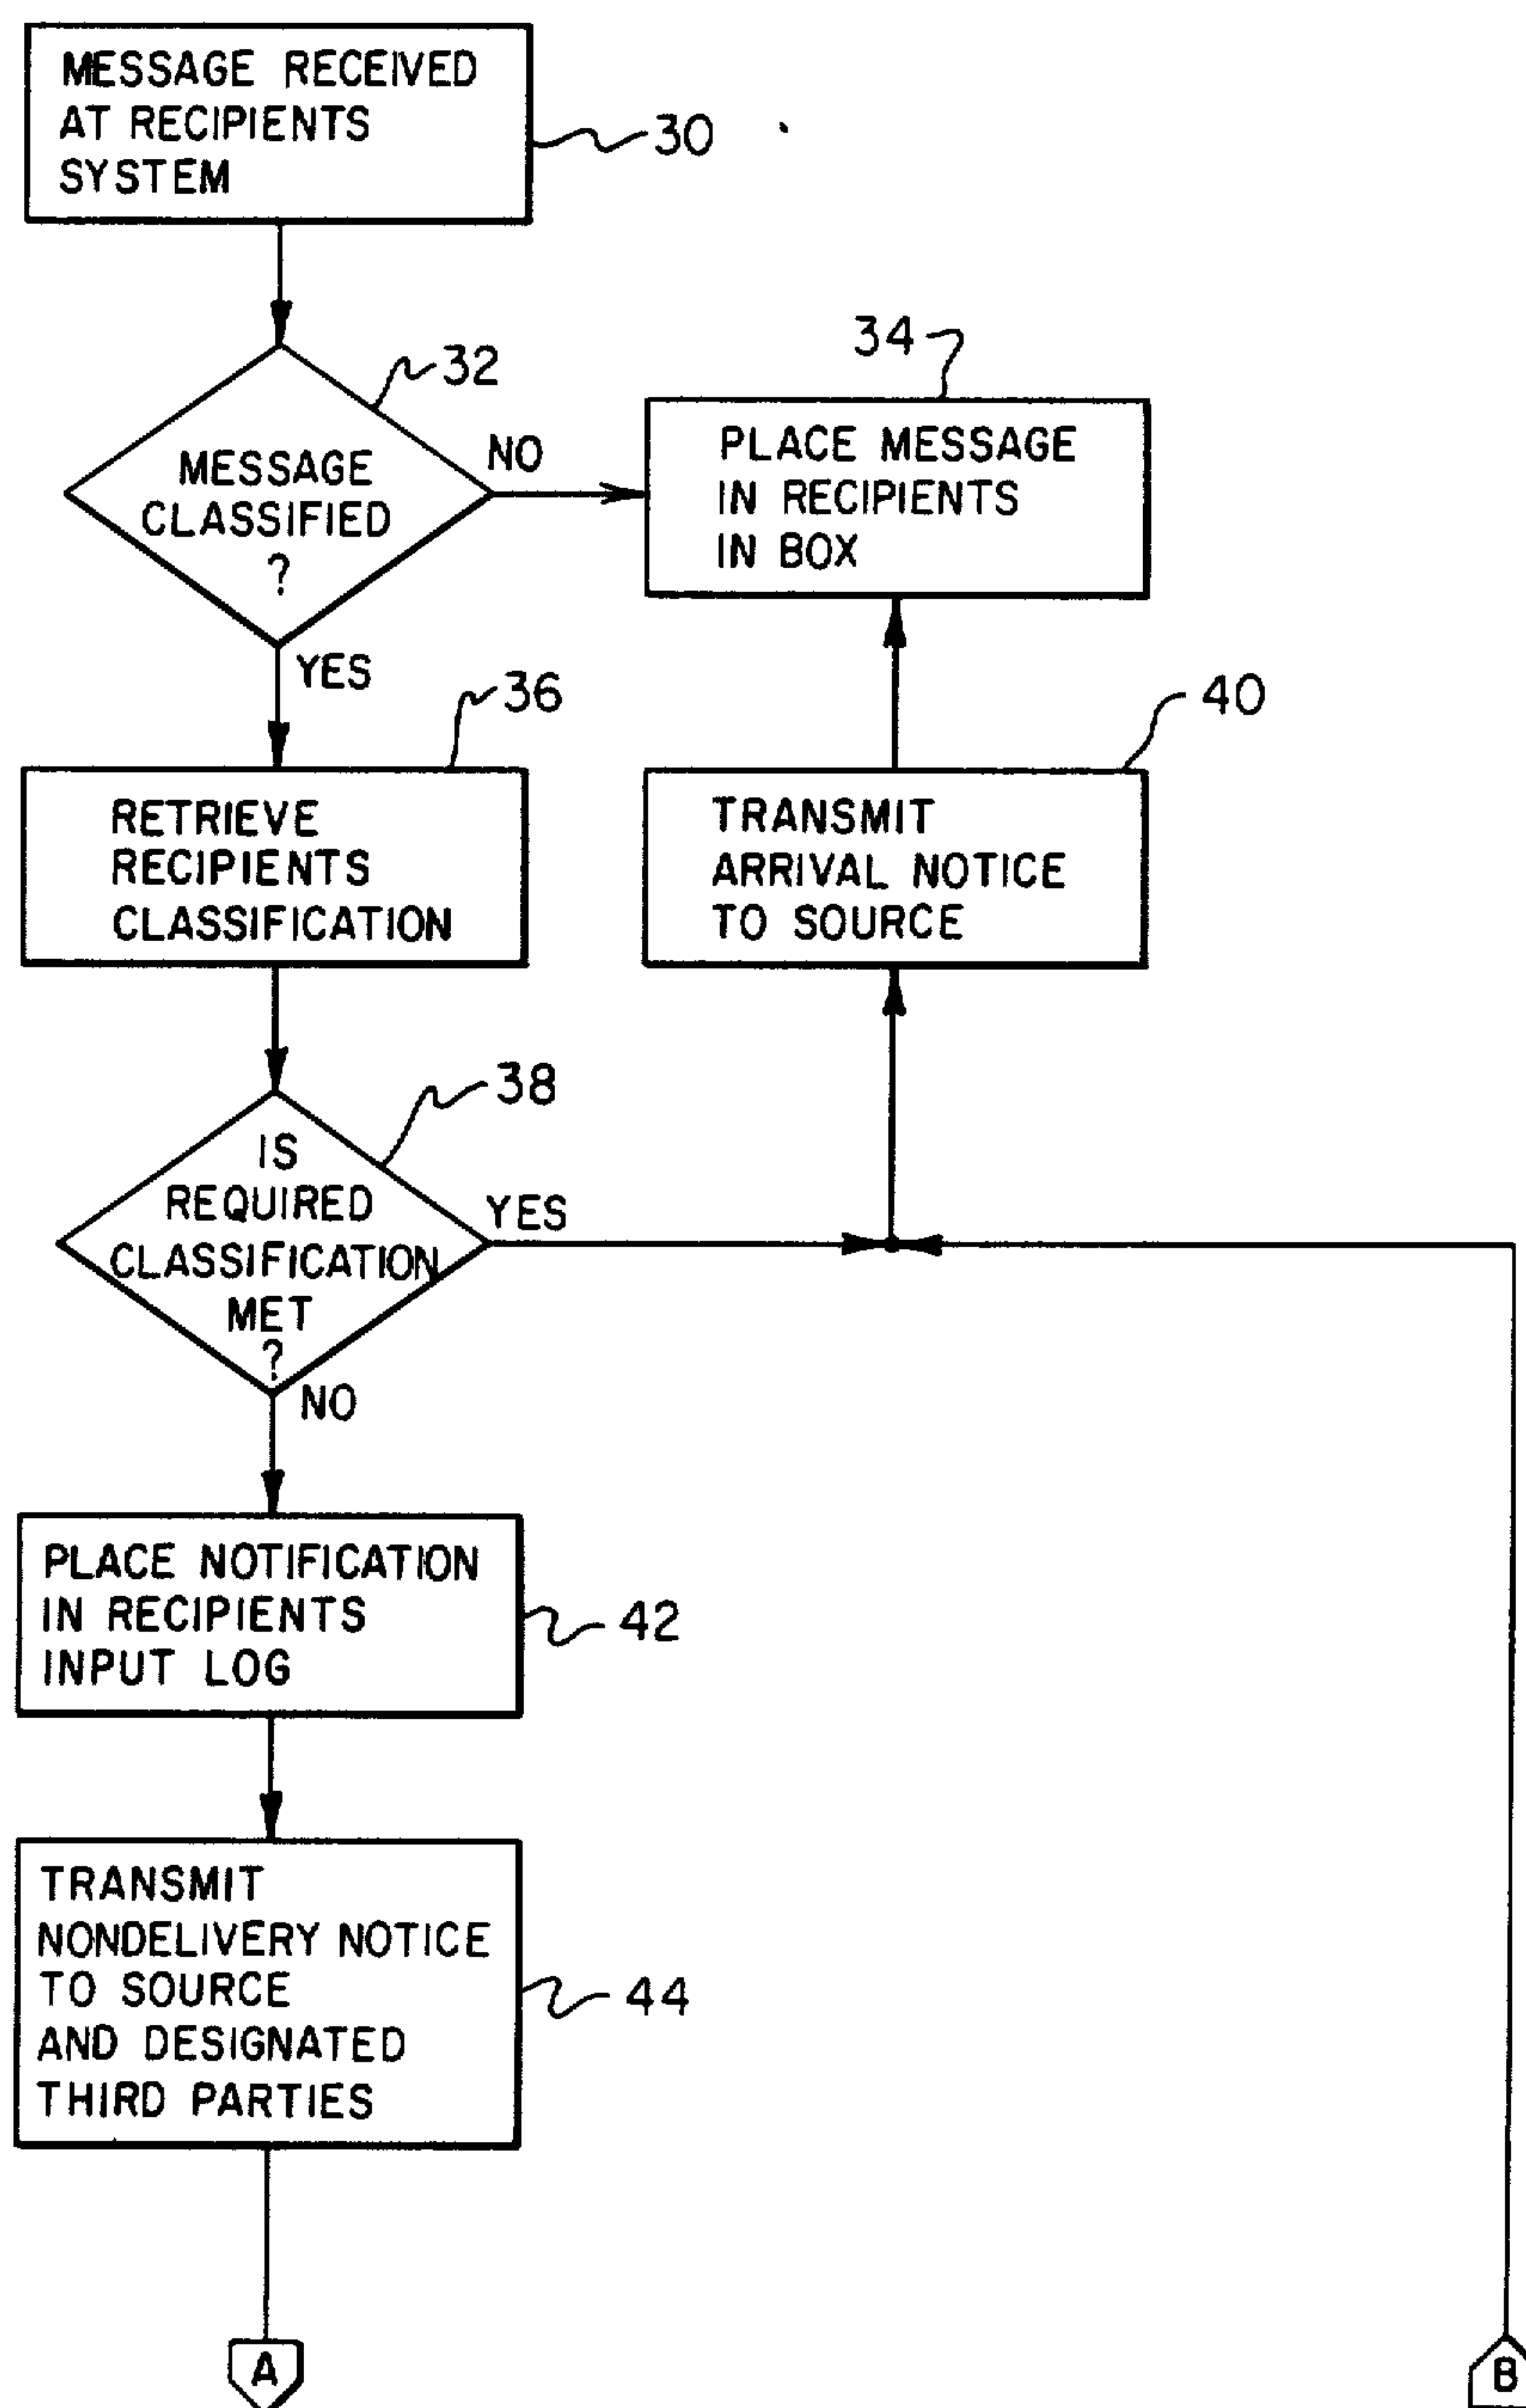 MESSAGE RECEIVED
AT RECIPIENTS
SYSTEM
30
32
MESSAGE
CLASSIFIED
?
NO
YES
34
PLACE MESSAGE
IN RECIPIENTS
IN BOX
36
RETRIEVE
RECIPIENTS
CLASSIFICATION
40
TRANSMIT
ARRIVAL NOTICE
TO SOURCE
38
IS
REQUIRED
CLASSIFICATION
MET
?
YES
NO
PLACE NOTIFICATION
IN RECIPIENTS
INPUT LOG
42
TRANSMIT
NONDELIVERY NOTICE
TO SOURCE
AND DESIGNATED
THIRD PARTIES
44
A
B